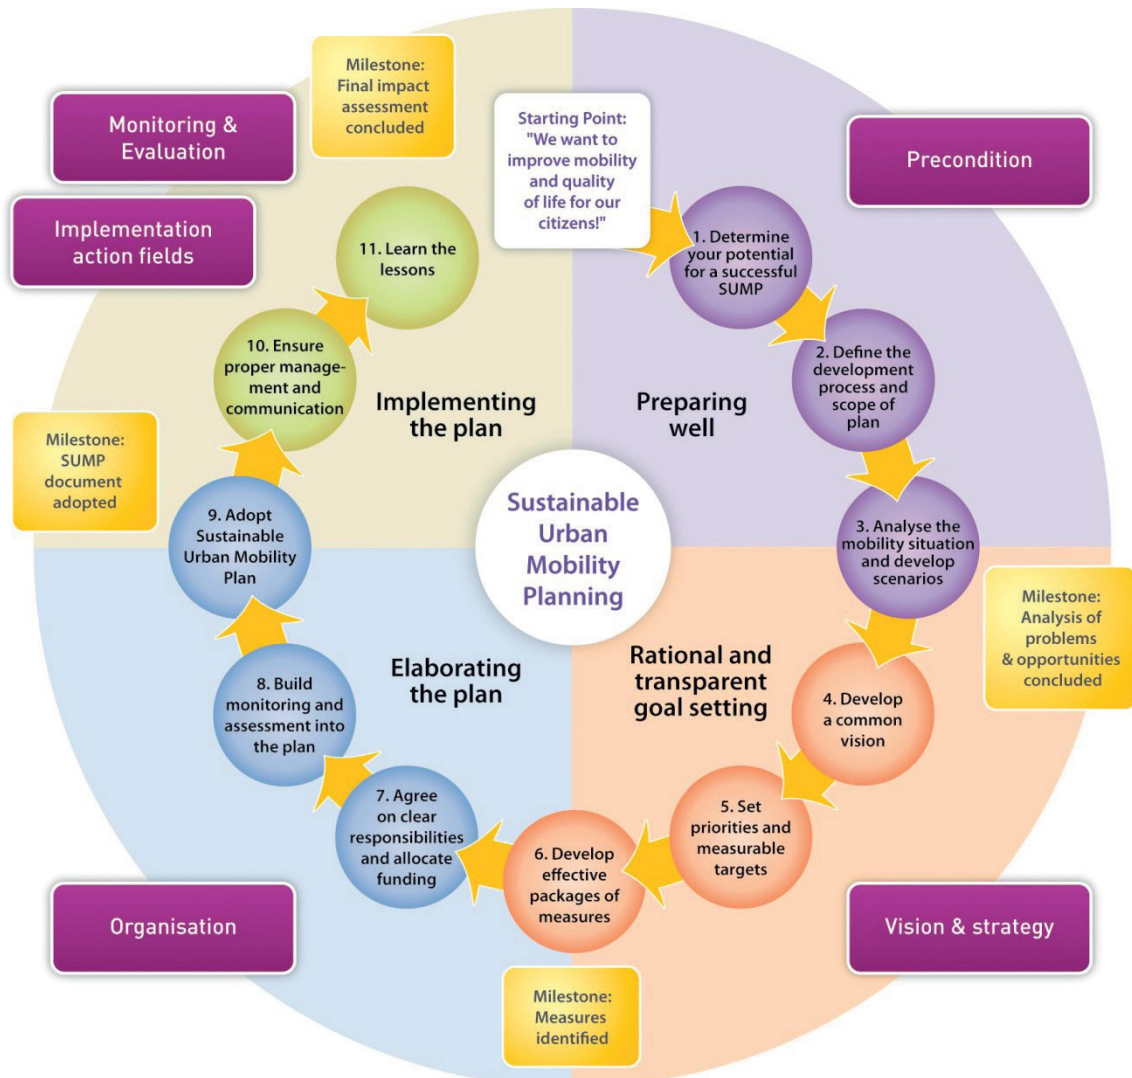 Milestone:
Final impact
assessment
concluded
Monitoring &
Evaluation
Implementation
action fields
Starting Point:
"We want to
improve mobility
and quality
of life for our
citizens!"
Precondition
1. Determine
your potential
for a successful
SUMP
2. Define the
development
process and
scope of
plan
Preparing
well
3. Analyse the
mobility situation
and develop
scenarios
Milestone:
Analysis of
problems
& opportunities
concluded
Rational and
transparent
goal setting
4. Develop
a common
vision
5. Set
priorities and
measurable
targets
6. Develop
effective
packages of
measures
Vision & strategy
Milestone:
Measures
identified
Elaborating
the plan
7. Agree
on clear
responsibilities
and allocate
funding
8. Build
monitoring and
assessment into
the plan
9. Adopt
Sustainable
Urban Mobility
Plan
Organisation
Milestone:
SUMP
document
adopted
Implementing
the plan
10. Ensure
proper manage-
ment and
communication
11. Learn the
lessons
Sustainable
Urban
Mobility
Planning